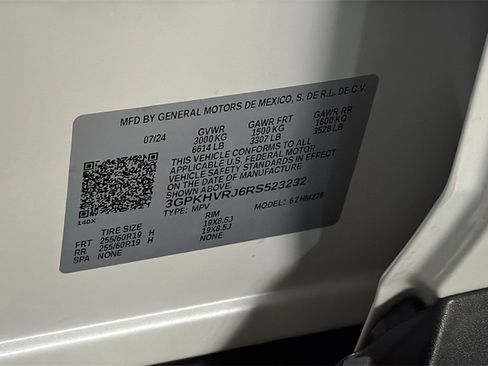 MFD BY GENERAL MOTORS DE MEXICO, S. DE R.L. DE C.V.
07/24 GVWR GAWR FRT GAWR RR
3000 KG 1500 KG 1600 KG
6614 LB 3307 LB 3528 LB
THIS VEHICLE CONFORMS TO ALL
APPLICABLE U.S. FEDERAL MOTOR
VEHICLE SAFETY STANDARDS IN EFFECT
ON THE DATE OF MANUFACTURE
SHOWN ABOVE.
3GPKHVRJ6RS523232
TYPE: MPV MODEL: 62HM226
140X
TIRE SIZE RIM
FRT 255/60R19 H 19X8.5J
RR 255/60R19 H 19X8.5J
SPA NONE NONE